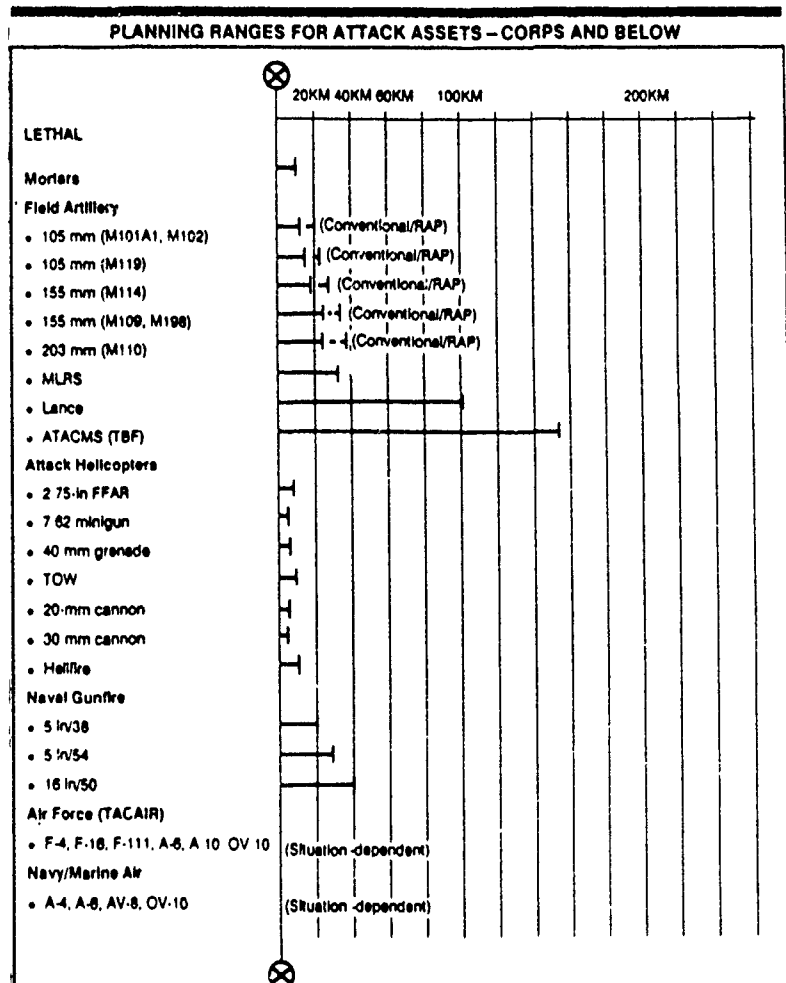 PLANNING RANGES FOR ATTACK ASSETS – CORPS AND BELOW
20KM 40KM 60KM 100KM 200KM
LETHAL
Mortars
Field Artillery
• 105 mm (M101A1, M102) (Conventional/RAP)
• 105 mm (M119) (Conventional/RAP)
• 155 mm (M114) (Conventional/RAP)
• 155 mm (M109, M198) (Conventional/RAP)
• 203 mm (M110) (Conventional/RAP)
• MLRS
• Lance
• ATACMS (TBF)
Attack Helicopters
• 2 75-in FFAR
• 7 62 minigun
• 40 mm grenade
• TOW
• 20-mm cannon
• 30 mm cannon
• Hellfire
Naval Gunfire
• 5 in/38
• 5 in/54
• 16 in/50
Air Force (TACAIR)
• F-4, F-16, F-111, A-6, A 10 OV 10 (Situation -dependent)
Navy/Marine Air
• A-4, A-6, AV-8, OV-10 (Situation -dependent)